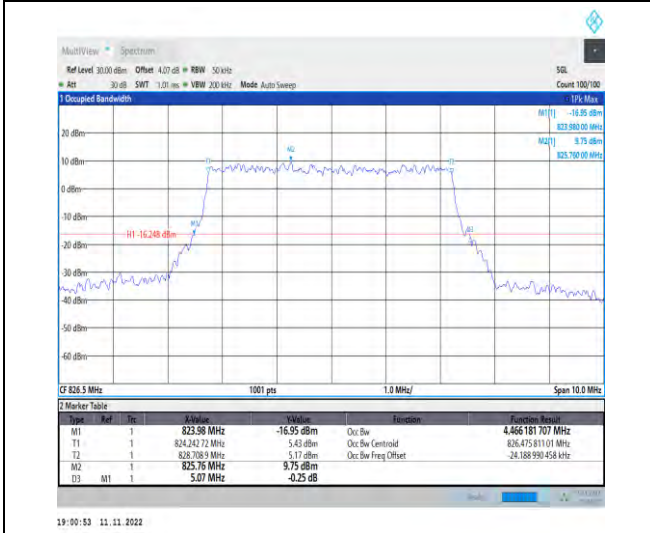 MultiView Spectrum
Ref Level 30.00 dBm Offset 4.07 dB RBW 50 kHz SGL
Att 30 dB SWT 1.01 ms VBW 200 kHz Mode Auto Sweep Count 100/100
1 Occupied Bandwidth 1Pk Max
M1[1] -16.95 dBm
823.980 00 MHz
M2[1] 9.75 dBm
825.760 00 MHz
20 dBm
M2
10 dBm
T1 T2
0 dBm
-10 dBm
M1
H1 -16.248 dBm
D3
-20 dBm
-30 dBm
-40 dBm
-50 dBm
-60 dBm
CF 826.5 MHz 1001 pts 1.0 MHz/ Span 10.0 MHz
2 Marker Table
Type Ref Trc X-Value Y-Value Function Function Result
M1 1 823.98 MHz -16.95 dBm Occ Bw 4.466 181 707 MHz
T1 1 824.242 72 MHz 5.43 dBm Occ Bw Centroid 826.475 811 01 MHz
T2 1 828.708 9 MHz 5.17 dBm Occ Bw Freq Offset -24.188 990 458 kHz
M2 1 825.76 MHz 9.75 dBm
D3 M1 1 5.07 MHz -0.25 dB
19:00:53 11.11.2022